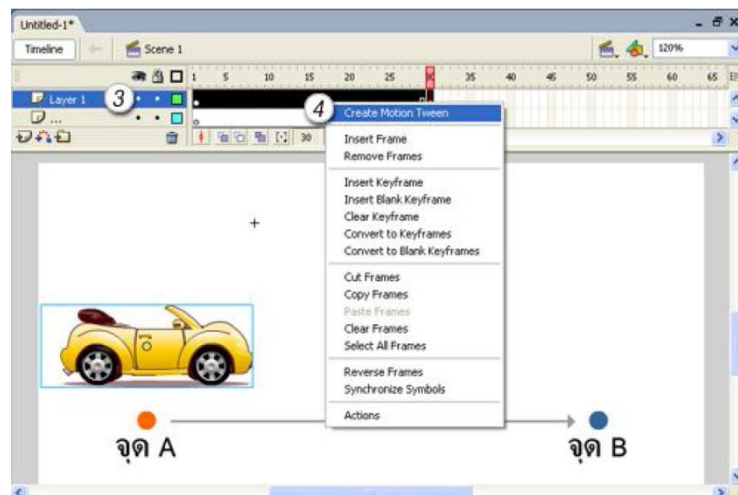 Untitled-1*
Timeline Scene 1 120%
1 5 10 15 20 25 30 35 40 45 50 55 60 65
Layer 1 3
4 Create Motion Tween
...
30
Insert Frame
Remove Frames
Insert Keyframe
Insert Blank Keyframe
Clear Keyframe
Convert to Keyframes
Convert to Blank Keyframes
Cut Frames
Copy Frames
Paste Frames
Clear Frames
Select All Frames
Reverse Frames
Synchronize Symbols
Actions
จุด A จุด B